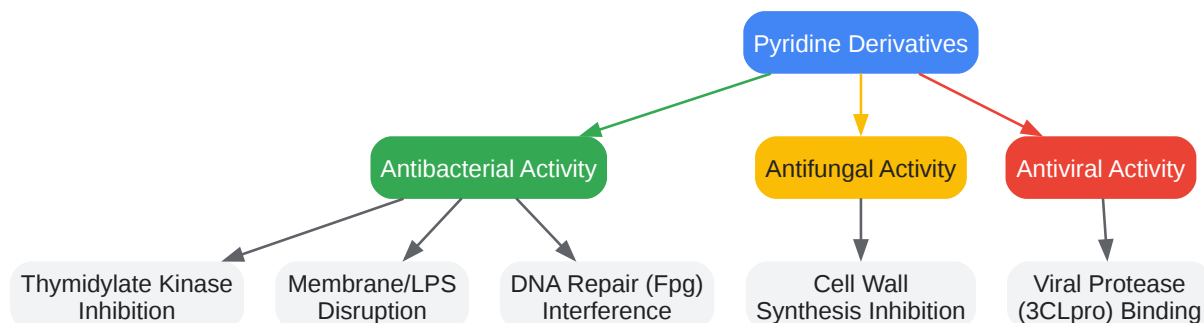 Pyridine Derivatives
Antibacterial Activity
Antifungal Activity
Antiviral Activity
Thymidylate Kinase
Inhibition
Membrane/LPS
Disruption
DNA Repair (Fpg)
Interference
Cell Wall
Synthesis Inhibition
Viral Protease
(3CLpro) Binding